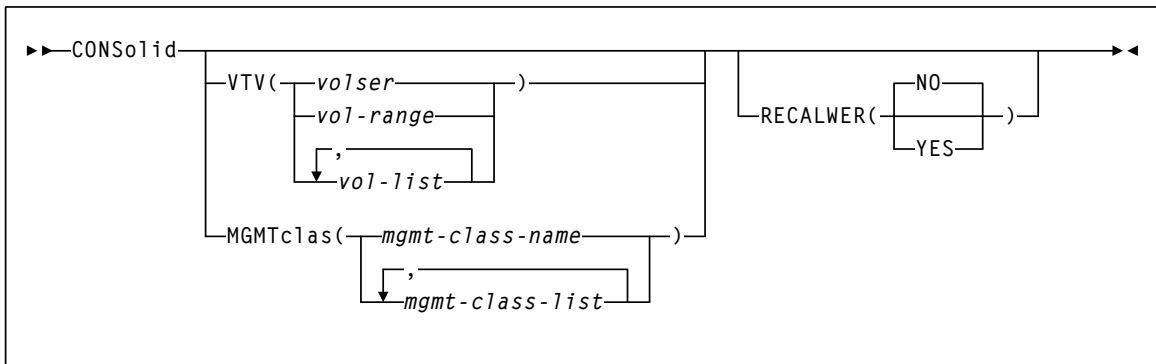 CONSolid
VTV( volser )
vol-range
,
vol-list
MGMTclas( mgmt-class-name )
,
mgmt-class-list
NO
RECALWER( )
YES